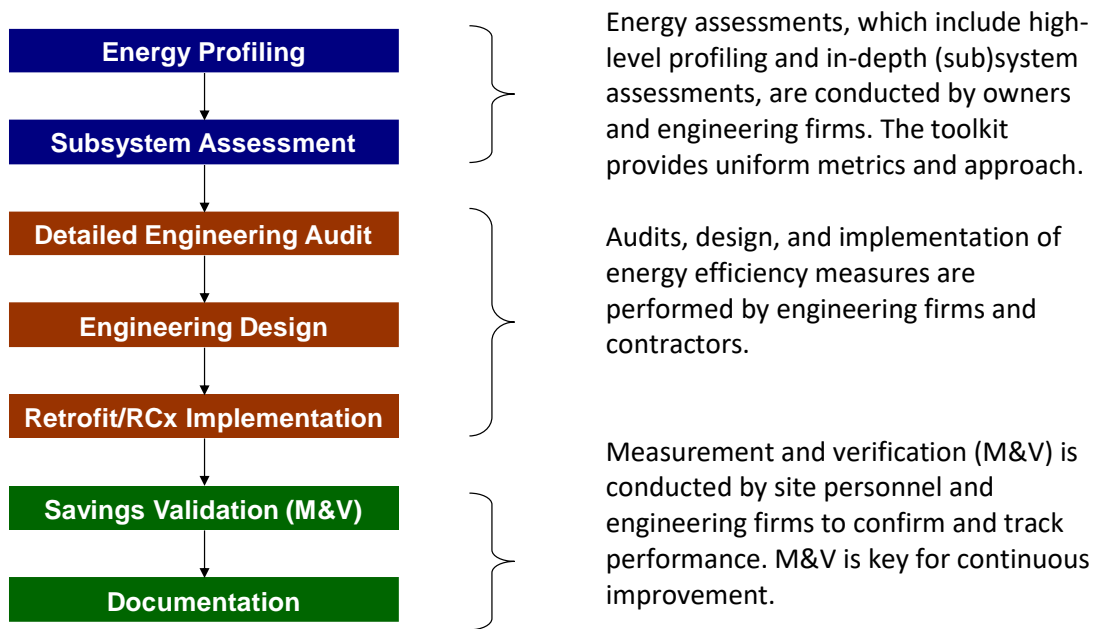 Energy Profiling
Subsystem Assessment
Energy assessments, which include high-
level profiling and in-depth (sub)system
assessments, are conducted by owners
and engineering firms. The toolkit
provides uniform metrics and approach.
Detailed Engineering Audit
Engineering Design
Retrofit/RCx Implementation
Audits, design, and implementation of
energy efficiency measures are
performed by engineering firms and
contractors.
Savings Validation (M&V)
Documentation
Measurement and verification (M&V) is
conducted by site personnel and
engineering firms to confirm and track
performance. M&V is key for continuous
improvement.